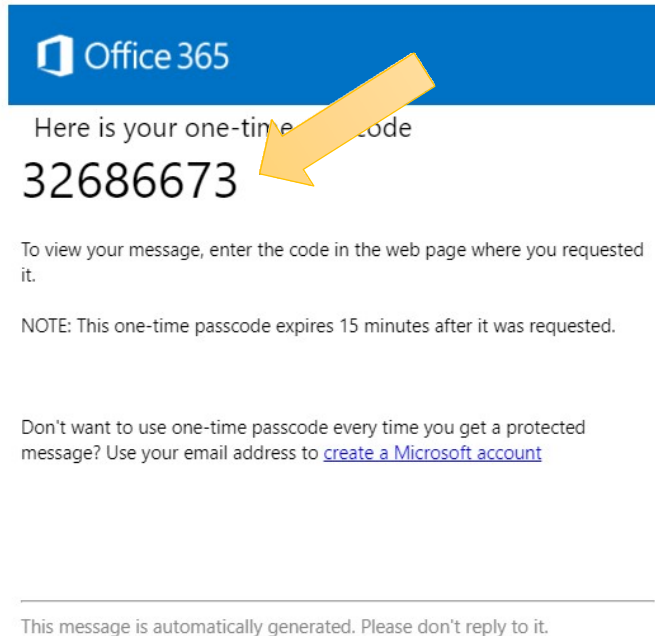 Office 365
Here is your one-time code
32686673
To view your message, enter the code in the web page where you requested
it.
NOTE: This one-time passcode expires 15 minutes after it was requested.
Don't want to use one-time passcode every time you get a protected
message? Use your email address to create a Microsoft account
This message is automatically generated. Please don't reply to it.